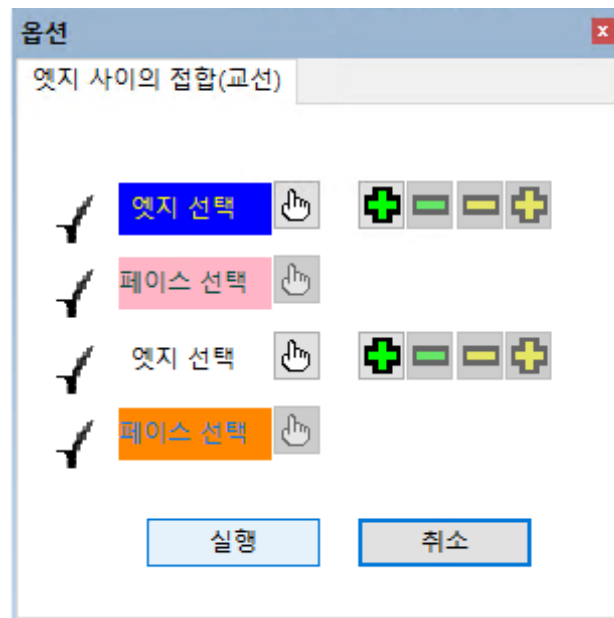 옵션
엣지 사이의 접합(교선)
엣지 선택
페이스 선택
엣지 선택
페이스 선택
실행 취소